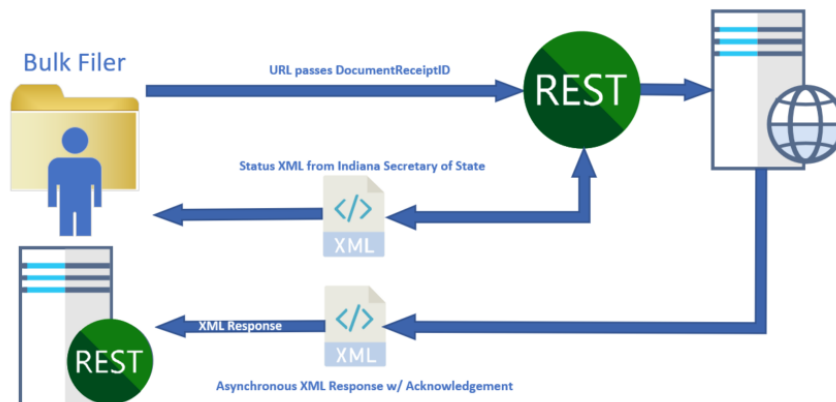 Bulk Filer
URL passes DocumentReceiptID
REST
Status XML from Indiana Secretary of State
</>
XML
</>
XML Response
XML
REST
Asynchronous XML Response w/ Acknowledgement